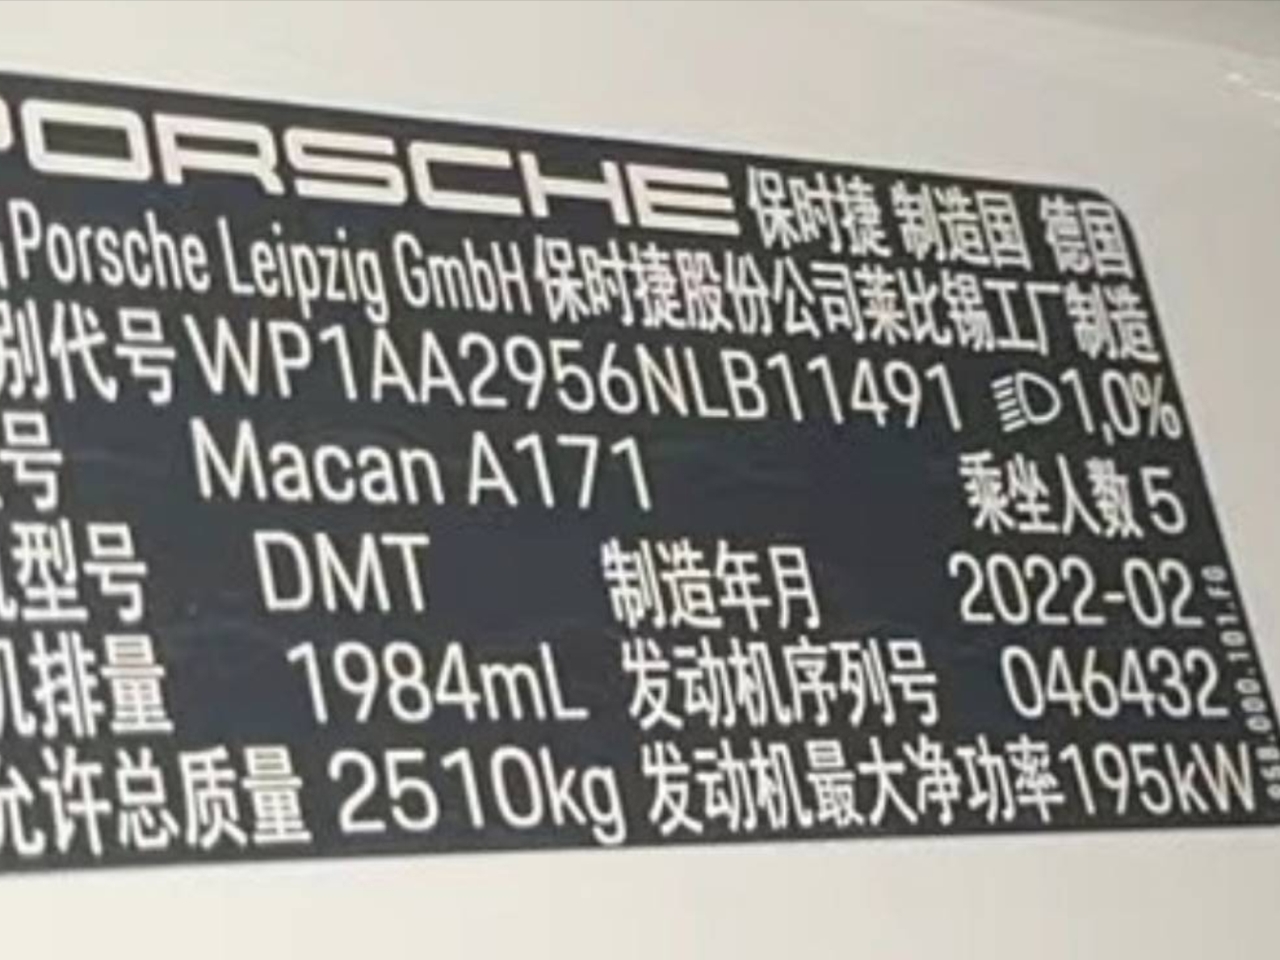 PORSCHE 保时捷 制造国 德国
Porsche Leipzig GmbH 保时捷股份公司莱比锡工厂制造
别代号 WP1AA2956NLB11491 1,0%
号 Macan A171 乘坐人数 5
机型号 DMT 制造年月 2022-02
机排量 1984mL 发动机序列号 046432
允许总质量 2510kg 发动机最大净功率 195kW